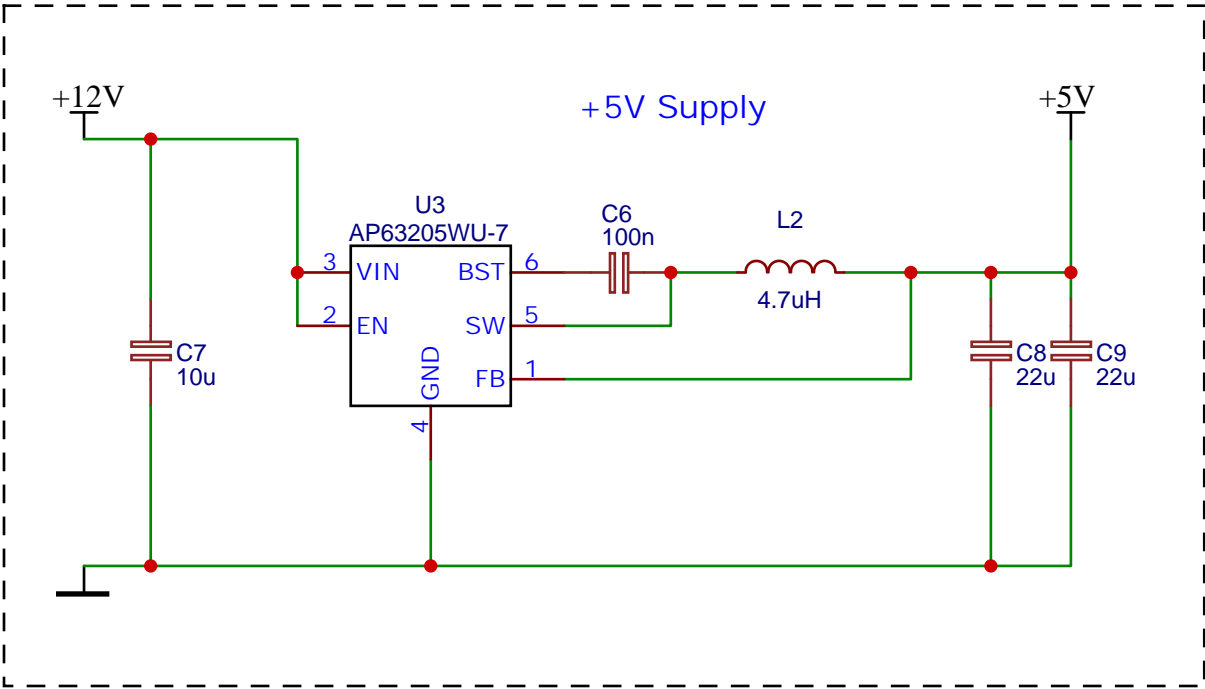 +12V
+5V Supply
+5V
U3
AP63205WU-7
C6
100n
L2
4.7uH
3
VIN
BST
6
2
EN
SW
5
GND
FB
1
4
C7
10u
C8
22u
C9
22u